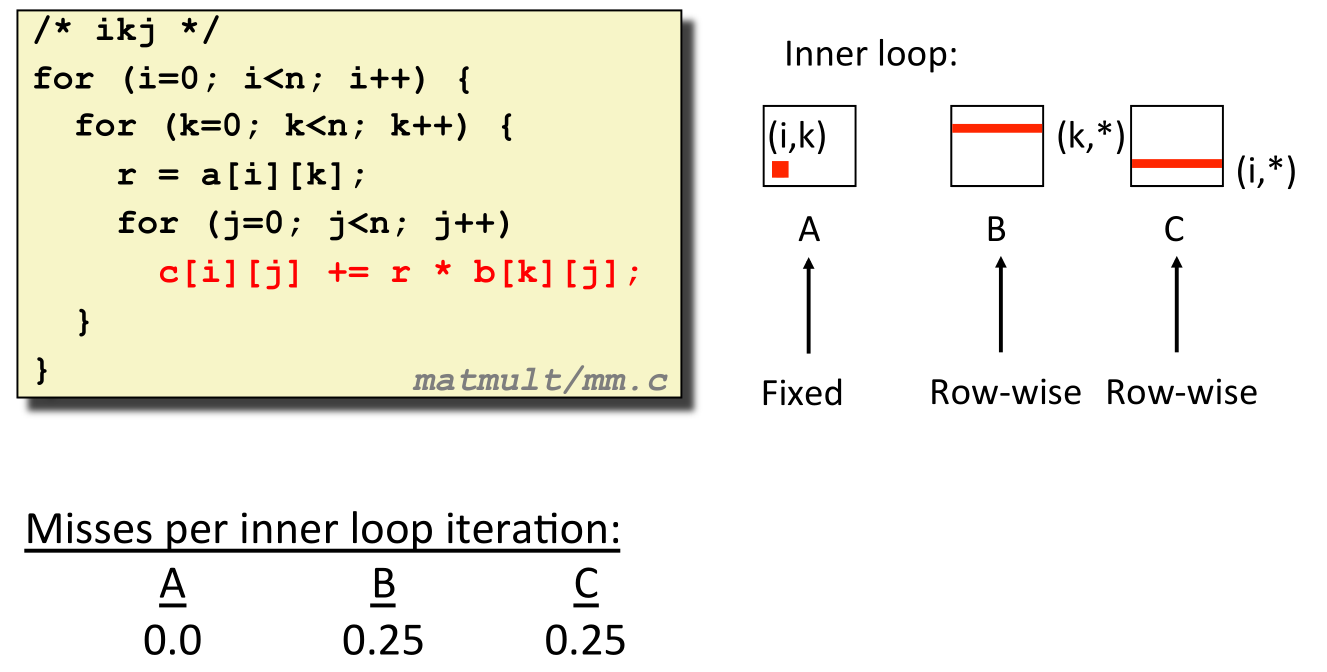 /* ikj */
for (i=0; i<n; i++) {
  for (k=0; k<n; k++) {
    r = a[i][k];
    for (j=0; j<n; j++)
      c[i][j] += r * b[k][j];
  }
}
matmult/mm.c
Inner loop:
(i,k)
(k,*)
(i,*)
A B C
Fixed Row-wise Row-wise
Misses per inner loop iteration:
A B C
0.0 0.25 0.25